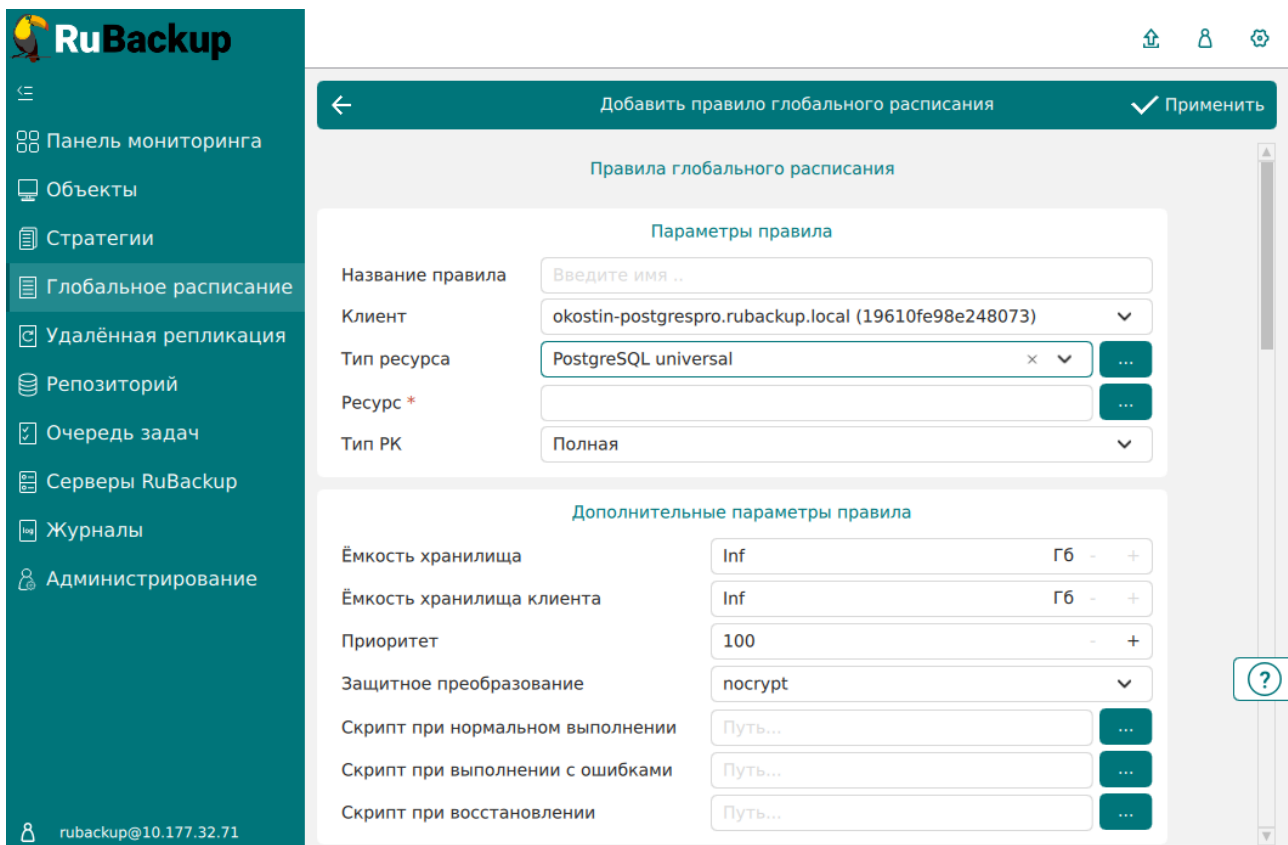 RuBackup
Панель мониторинга
Объекты
Стратегии
Глобальное расписание
Удалённая репликация
Репозиторий
Очередь задач
Серверы RuBackup
log Журналы
Администрирование
rubackup@10.177.32.71
Добавить правило глобального расписания
Применить
Правила глобального расписания
Параметры правила
Название правила Введите имя ..
Клиент okostin-postgrespro.rubackup.local (19610fe98e248073)
Тип ресурса PostgreSQL universal × ...
Ресурс * ...
Тип РК Полная
Дополнительные параметры правила
Ёмкость хранилища Inf Гб - +
Ёмкость хранилища клиента Inf Гб - +
Приоритет 100 - +
Защитное преобразование nocrypt
Скрипт при нормальном выполнении Путь... ...
Скрипт при выполнении с ошибками Путь... ...
Скрипт при восстановлении Путь... ...
?